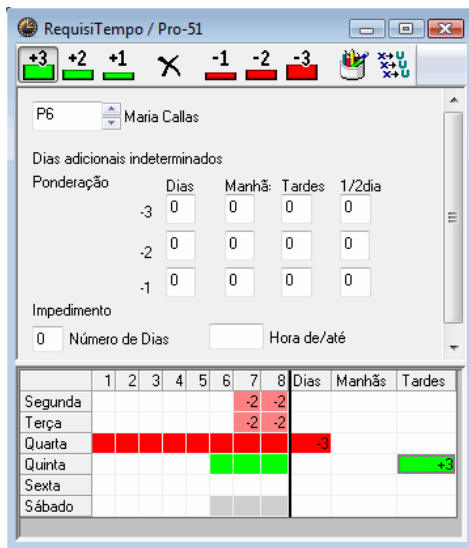 RequisiTempo / Pro-51
+3 +2 +1 -1 -2 -3
P6 Maria Callas
Dias adicionais indeterminados
Ponderação Dias Manhã: Tardes 1/2dia
-3 0 0 0 0
-2 0 0 0 0
-1 0 0 0 0
Impedimento
0 Número de Dias Hora de/até
1 2 3 4 5 6 7 8 Dias Manhãs Tardes
Segunda -2 -2
Terça -2 -2
Quarta -3
Quinta +3
Sexta
Sábado